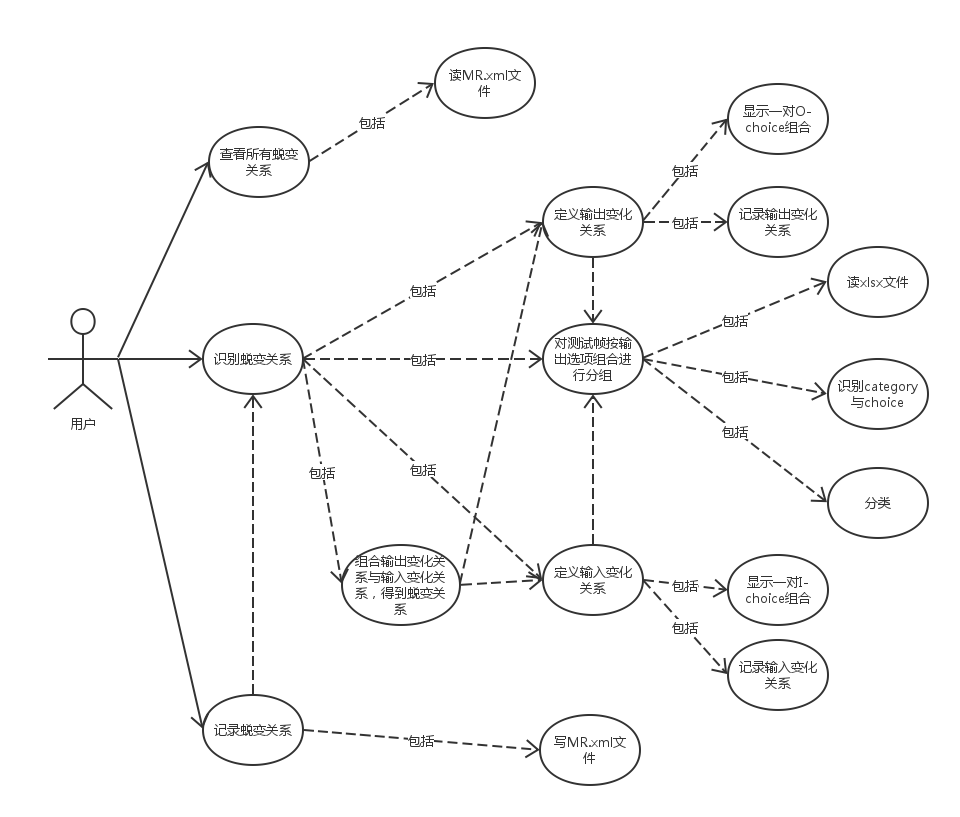 读MR.xml文
件
包括
查看所有蜕变
关系
显示一对O-
choice组合
包括
定义输出变化
关系
包括
记录输出变化
关系
包括
读xlsx文件
包括
用户
识别蜕变关系
包括
对测试帧按输
出选项组合进
行分组
包括
识别category
与choice
包括
包括
包括
分类
组合输出变化关
系与输入变化关
系，得到蜕变关
系
定义输入变化
关系
包括
显示一对I-
choice组合
包括
记录输入变化
关系
记录蜕变关系
包括
写MR.xml文
件